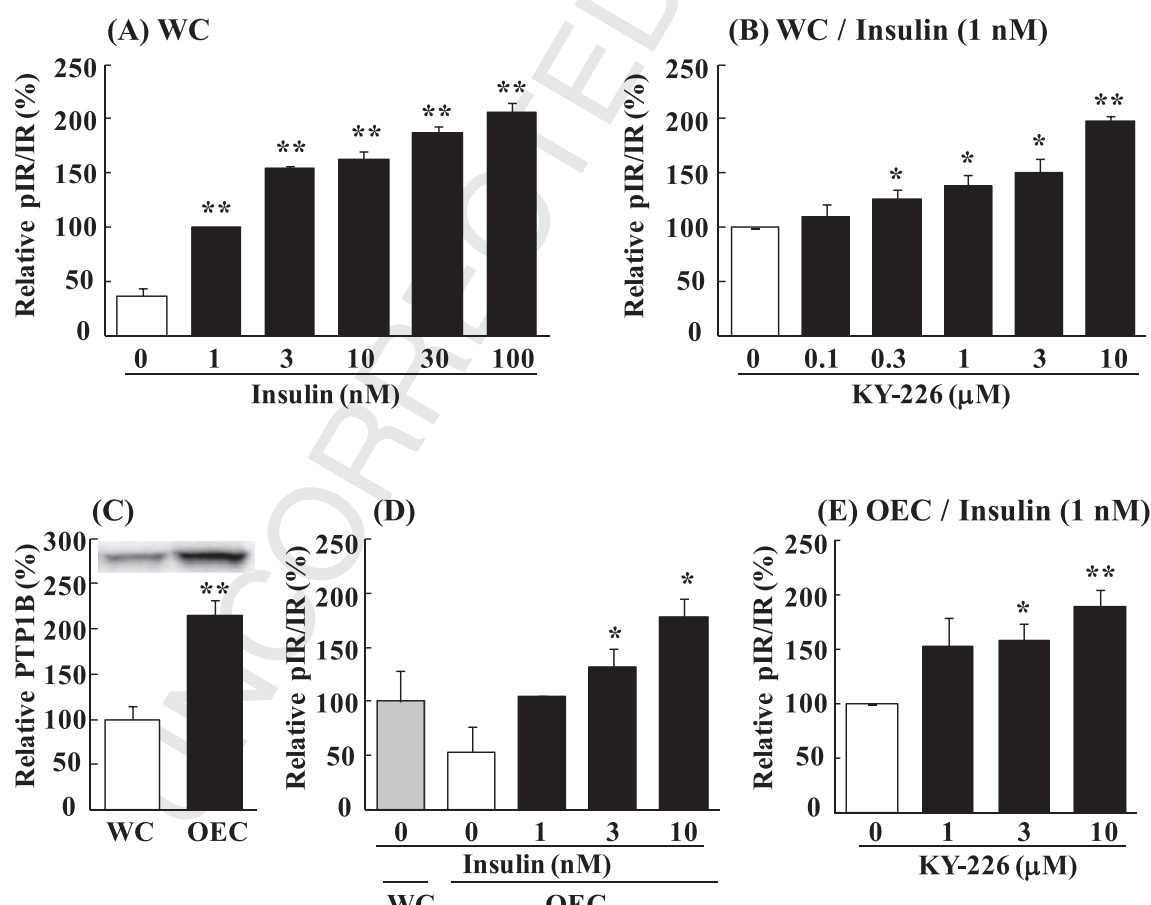 (A) WC
Relative pIR/IR (%)
250
200
150
100
50
0
**
**
**
**
**
0 1 3 10 30 100
Insulin (nM)
(B) WC / Insulin (1 nM)
Relative pIR/IR (%)
250
200
150
100
50
0
*
*
*
**
0 0.1 0.3 1 3 10
KY-226 (μM)
(C)
Relative PTP1B (%)
300
250
200
150
100
50
0
**
WC OEC
(D)
Relative pIR/IR (%)
250
200
150
100
50
0
*
*
0 0 1 3 10
Insulin (nM)
WC OEC
(E) OEC / Insulin (1 nM)
Relative pIR/IR (%)
250
200
150
100
50
0
*
**
0 1 3 10
KY-226 (μM)